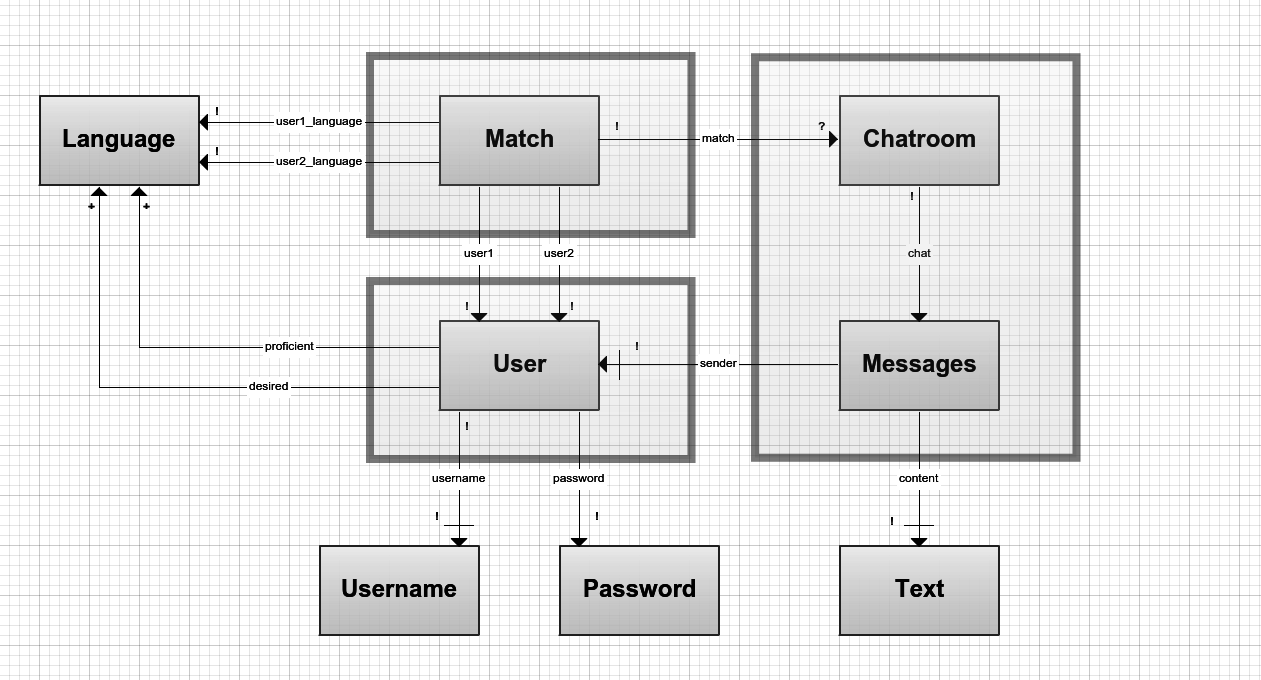 Language
!
user1_language
!
user2_language
Match
!
match
?
Chatroom
+
+
!
user1
user2
chat
!
!
proficient
desired
User
!
sender
Messages
!
username
password
content
!
!
!
Username
Password
Text